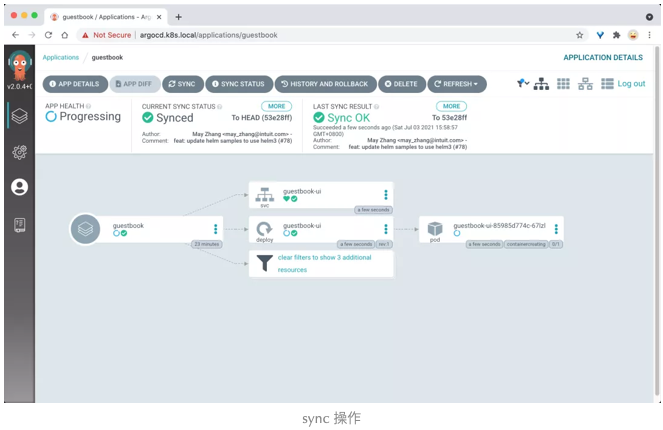 guestbook / Applications - Argo
Not Secure
argocd.k8s.local/applications/guestbook
v2.0.4+
Applications / guestbook
APPLICATION DETAILS
APP DETAILS
APP DIFF
SYNC
SYNC STATUS
HISTORY AND ROLLBACK
DELETE
REFRESH
Log out
APP HEALTH
Progressing
CURRENT SYNC STATUS
MORE
Synced
To HEAD (53e28ff)
Author: May Zhang <may_zhang@intuit.com> -
Comment: feat: update helm samples to use helm3 (#78)
LAST SYNC RESULT
MORE
Sync OK
To 53e28ff
Succeeded a few seconds ago (Sat Jul 03 2021 15:58:57
GMT+0800)
Author: May Zhang <may_zhang@intuit.com> -
Comment: feat: update helm samples to use helm3 (#78)
guestbook
23 minutes
guestbook-ui
svc
a few seconds
guestbook-ui
deploy
a few seconds
rev:1
guestbook-ui-85985d774c-67lzl
pod
a few seconds
containercreating
0/1
clear filters to show 3 additional
resources
sync 操作